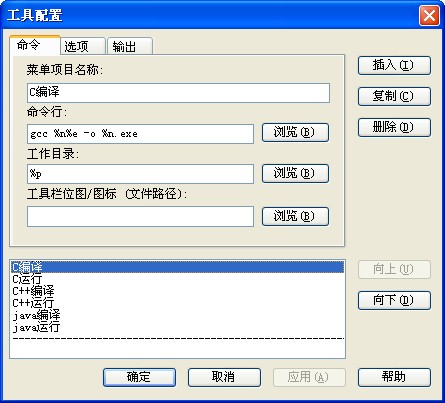 工具配置
命令 选项 输出
菜单项目名称:
C编译
命令行:
gcc %n%e -o %n.exe
浏览(B)
工作目录:
%p
浏览(B)
工具栏位图/图标 (文件路径):
浏览(B)
插入(I)
复制(C)
删除(D)
C编译
C运行
C++编译
C++运行
java编译
java运行
向上(U)
向下(D)
确定 取消 应用(A) 帮助